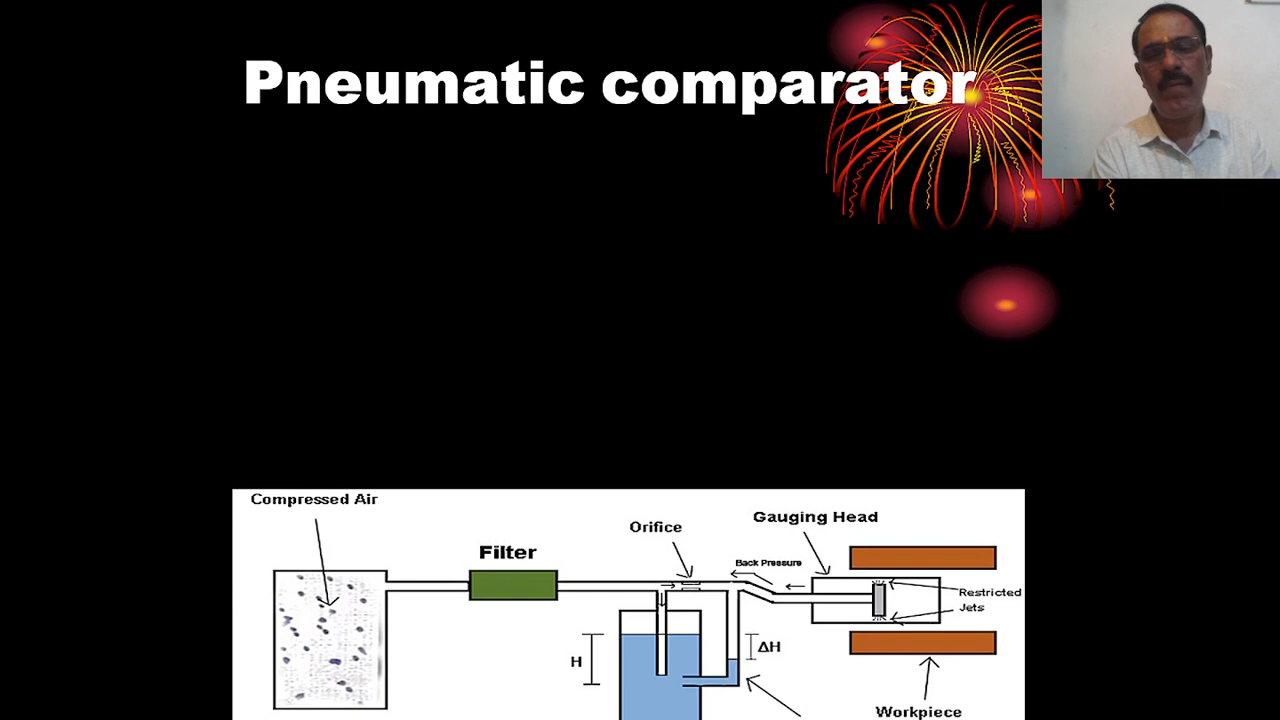 Pneumatic comparator
Compressed Air
Filter
Orifice
Gauging Head
Back Pressure
Restricted
Jets
H
ΔH
Workpiece